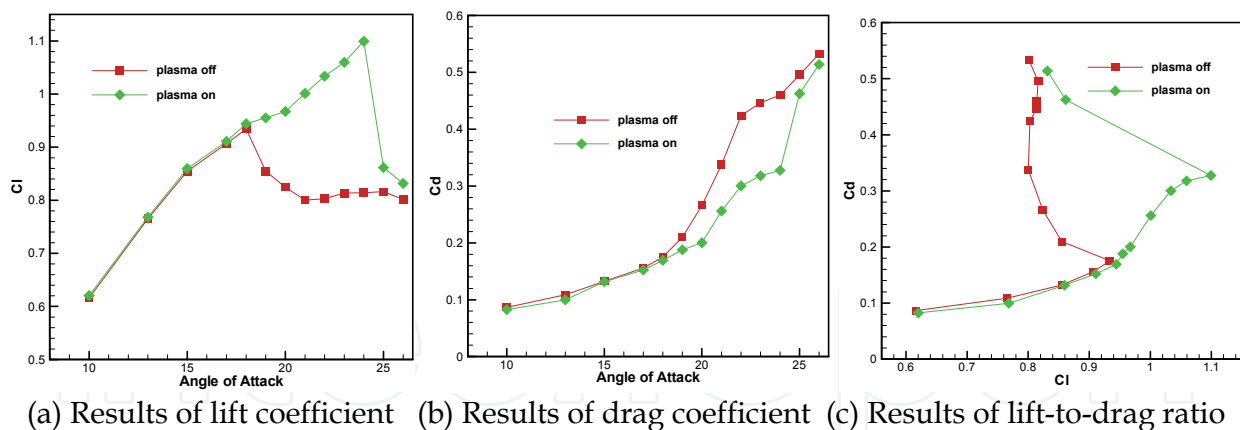 1.1
1
0.9
0.8
0.7
0.6
0.5
Cl
plasma off
plasma on
10
15
20
25
Angle of Attack
0.6
0.5
0.4
0.3
0.2
0.1
0
Cd
plasma off
plasma on
10
15
20
25
Angle of Attack
0.6
0.5
0.4
0.3
0.2
0.1
0
Cd
plasma off
plasma on
0.6
0.7
0.8
0.9
1
1.1
Cl
(a) Results of lift coefficient
(b) Results of drag coefficient
(c) Results of lift-to-drag ratio